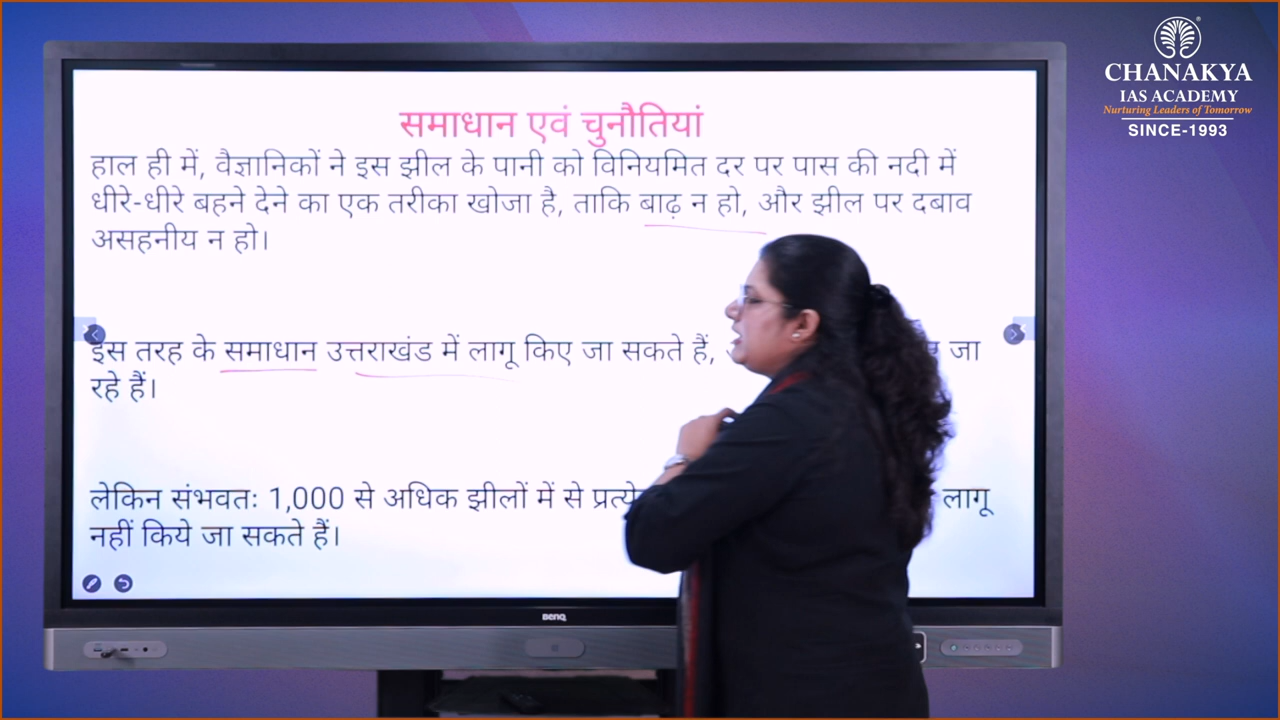 CHANAKYA
IAS ACADEMY
Nurturing Leaders of Tomorrow
SINCE-1993
समाधान एवं चुनौतियां
हाल ही में, वैज्ञानिकों ने इस झील के पानी को विनियमित दर पर पास की नदी में
धीरे-धीरे बहने देने का एक तरीका खोजा है, ताकि बाढ़ न हो, और झील पर दबाव
असहनीय न हो।
इस तरह के समाधान उत्तराखंड में लागू किए जा सकते हैं, जा
रहे हैं।
लेकिन संभवतः 1,000 से अधिक झीलों में से लागू
नहीं किये जा सकते हैं।
BenQ